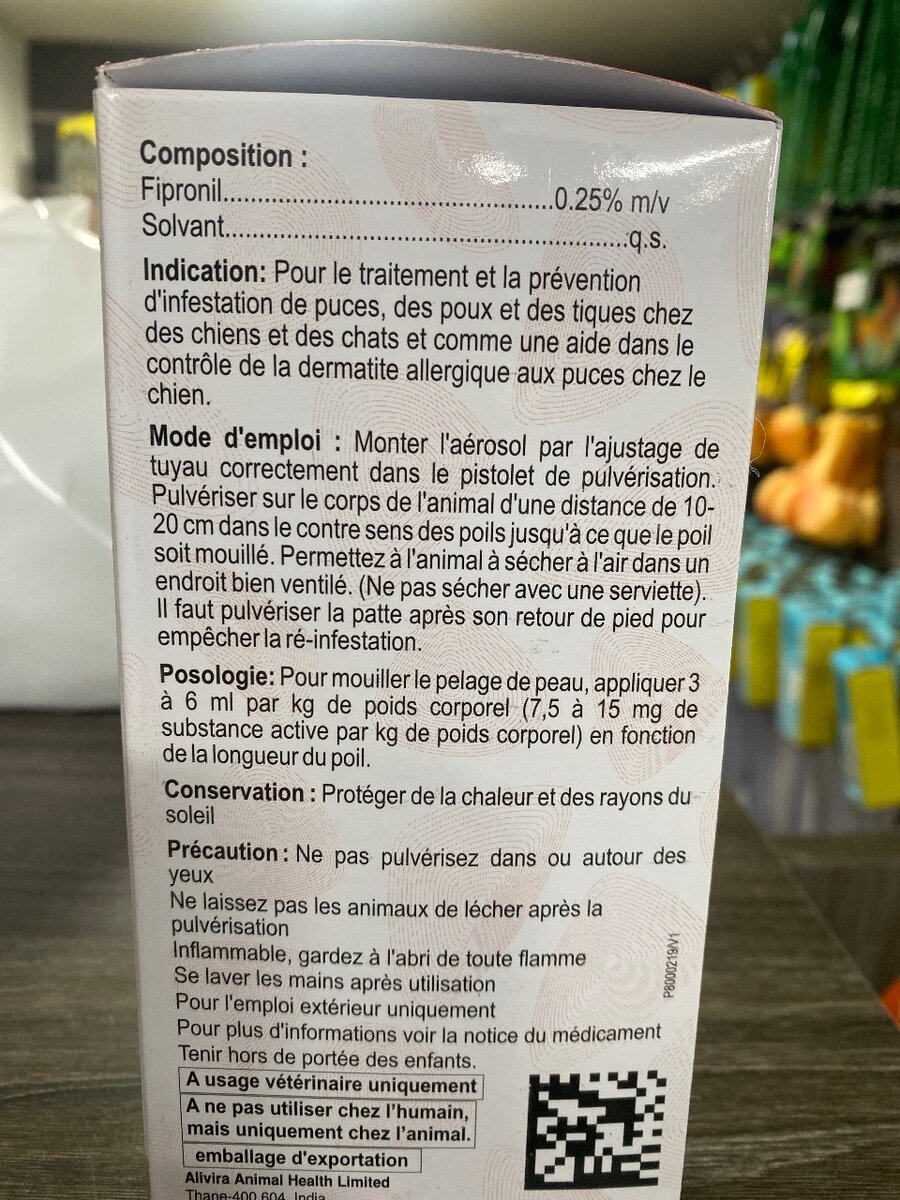 Composition :
Fipronil..........................................................0.25% m/v
Solvant......................................................................q.s.
Indication: Pour le traitement et la prévention
d'infestation de puces, des poux et des tiques chez
des chiens et des chats et comme une aide dans le
contrôle de la dermatite allergique aux puces chez le
chien.
Mode d'emploi : Monter l'aérosol par l'ajustage de
tuyau correctement dans le pistolet de pulvérisation.
Pulvériser sur le corps de l'animal d'une distance de 10-
20 cm dans le contre sens des poils jusqu'à ce que le poil
soit mouillé. Permettez à l'animal à sécher à l'air dans un
endroit bien ventilé. (Ne pas sécher avec une serviette).
Il faut pulvériser la patte après son retour de pied pour
empêcher la ré-infestation.
Posologie: Pour mouiller le pelage de peau, appliquer 3
à 6 ml par kg de poids corporel (7,5 à 15 mg de
substance active par kg de poids corporel) en fonction
de la longueur du poil.
Conservation : Protéger de la chaleur et des rayons du
soleil
Précaution : Ne pas pulvérisez dans ou autour des
yeux
Ne laissez pas les animaux de lécher après la
pulvérisation
Inflammable, gardez à l'abri de toute flamme
Se laver les mains après utilisation
Pour l'emploi extérieur uniquement
Pour plus d'informations voir la notice du médicament
Tenir hors de portée des enfants.
A usage vétérinaire uniquement
A ne pas utiliser chez l'humain,
mais uniquement chez l'animal.
emballage d'exportation
Alivira Animal Health Limited
Thane-400 604, India
P8000219/V1